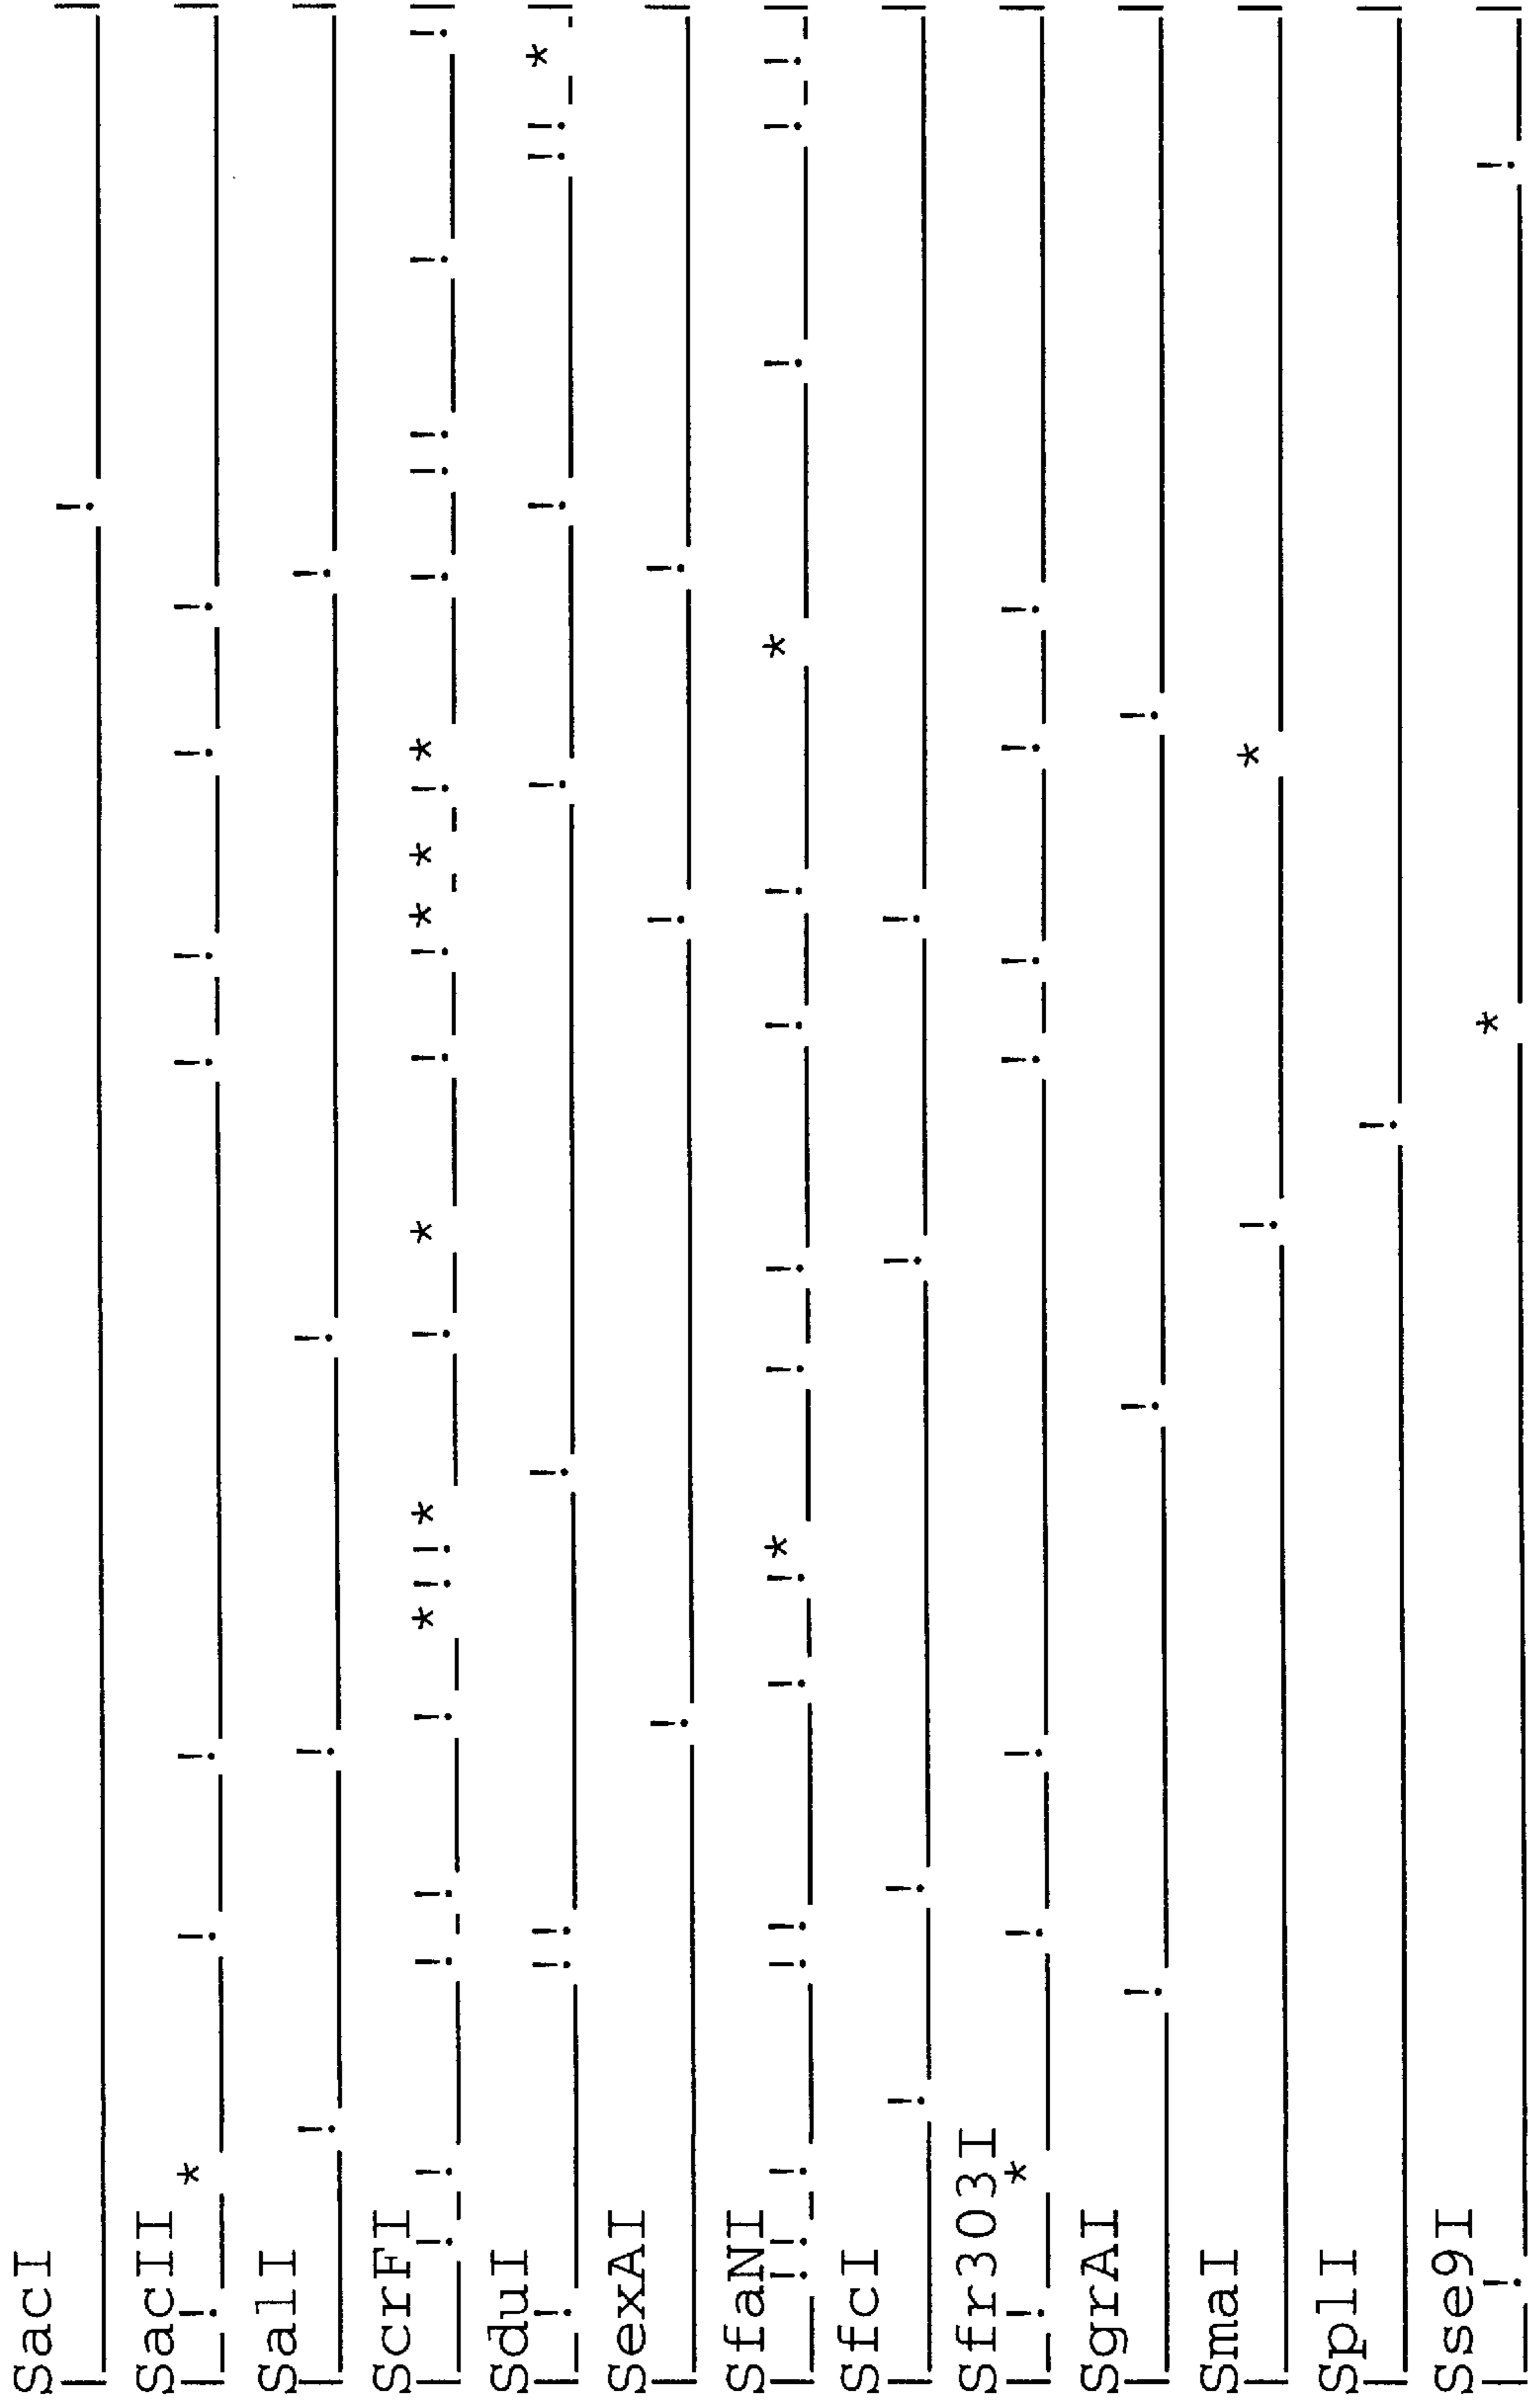 SacI
SacII
SalI
ScrFI
SduI
SexAI
SfaNI
SfcI
Sfr303I
SgrAI
SmaI
SplI
Sse9I